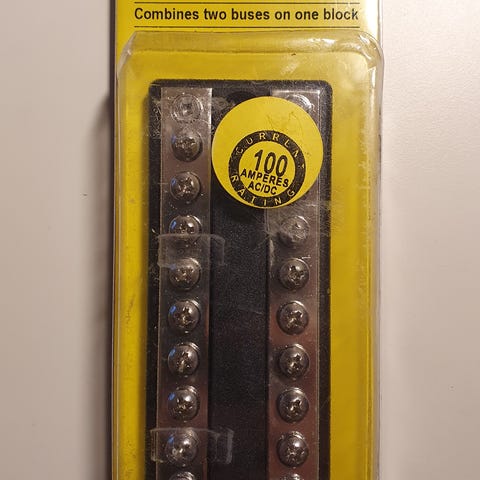 Combines two buses on one block
CURRENT
100
AMPERES
AC/DC
RATING